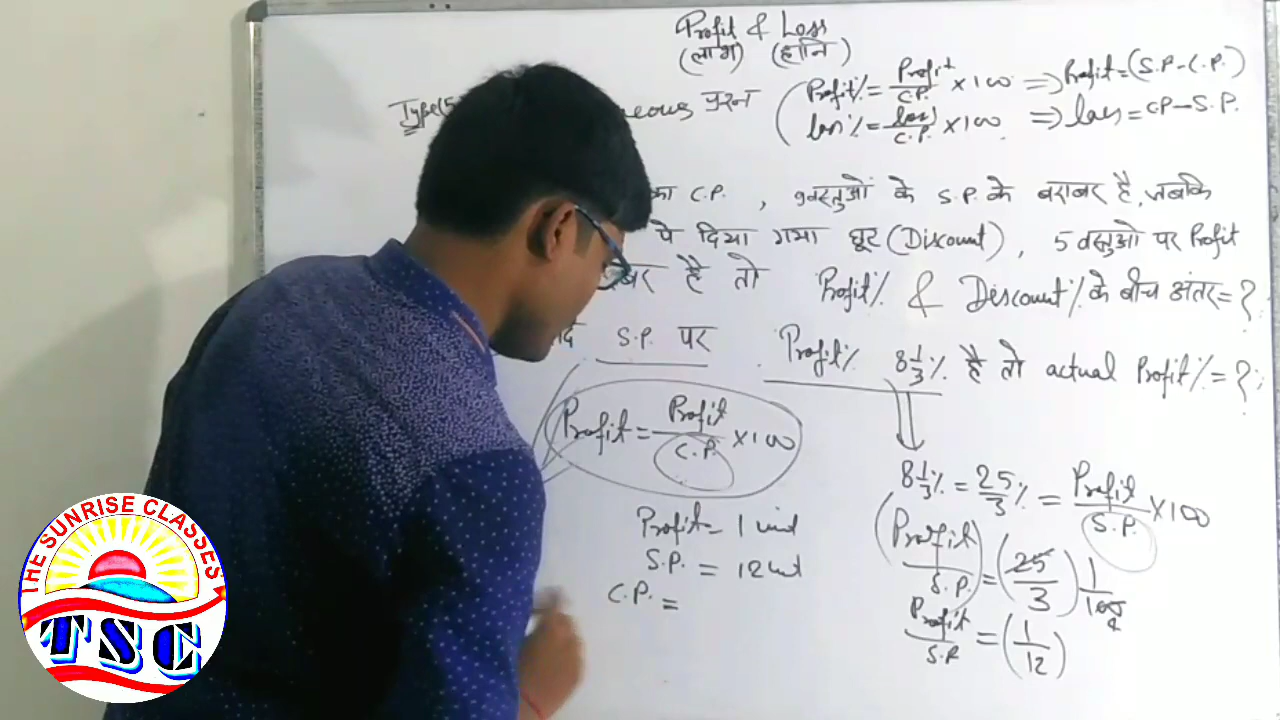 Profit & Loss
(लाभ) (हानि)
Type(5 neous प्रश्न
(Profit% = Profit/C.P. × 100 ⇒ Profit = (S.P - C.P.)
loss% = loss/C.P. × 100 ⇒ loss = CP - S.P.
का C.P. , 9वस्तुओं के S.P. के बराबर है, जबकि
पे दिया गया छूट (Discount) , 5 वस्तुओ पर Profit
बर है तो Profit% & Discount% के बीच अंतर = ?
S.P. पर Profit% 8 1/3 % है तो actual Profit% = ?
Profit = Profit/C.P. × 100
8 1/3 % = 25/3 % = Profit/S.P. × 100
Profit = 1 unit
S.P. = 12 unit
C.P. =
(Profit/S.P.) = (25/3) 1/100 4
Profit/S.P. = (1/12)
THE SUNRISE CLASSES
TSC